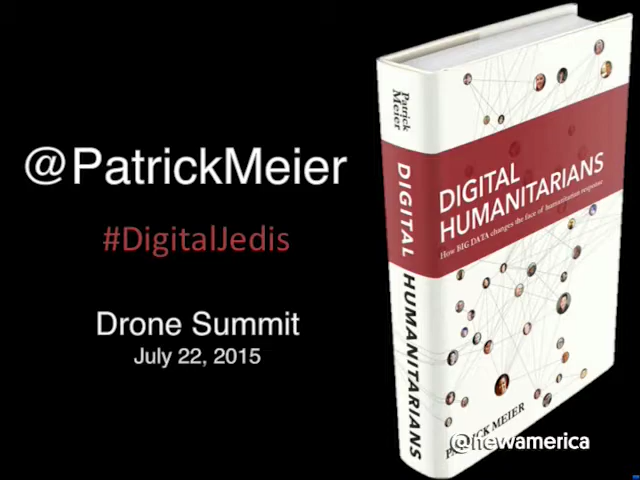 @PatrickMeier
#DigitalJedis
Drone Summit
July 22, 2015
Patrick
Meier
DIGITAL HUMANITARIANS
DIGITAL
HUMANITARIANS
How BIG DATA changes the face of humanitarian response
PATRICK MEIER
@newamerica